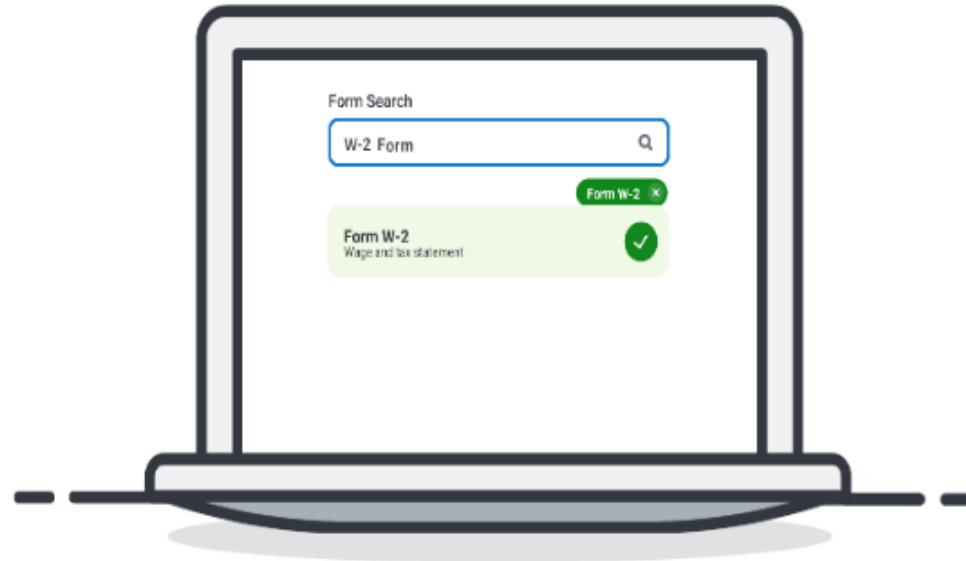 Form Search
W-2 Form
Form W-2
Form W-2
Wage and tax statement